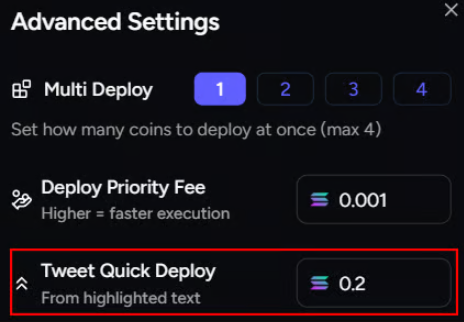 Advanced Settings
Multi Deploy 1 2 3 4
Set how many coins to deploy at once (max 4)
Deploy Priority Fee
Higher = faster execution
0.001
Tweet Quick Deploy
From highlighted text
0.2